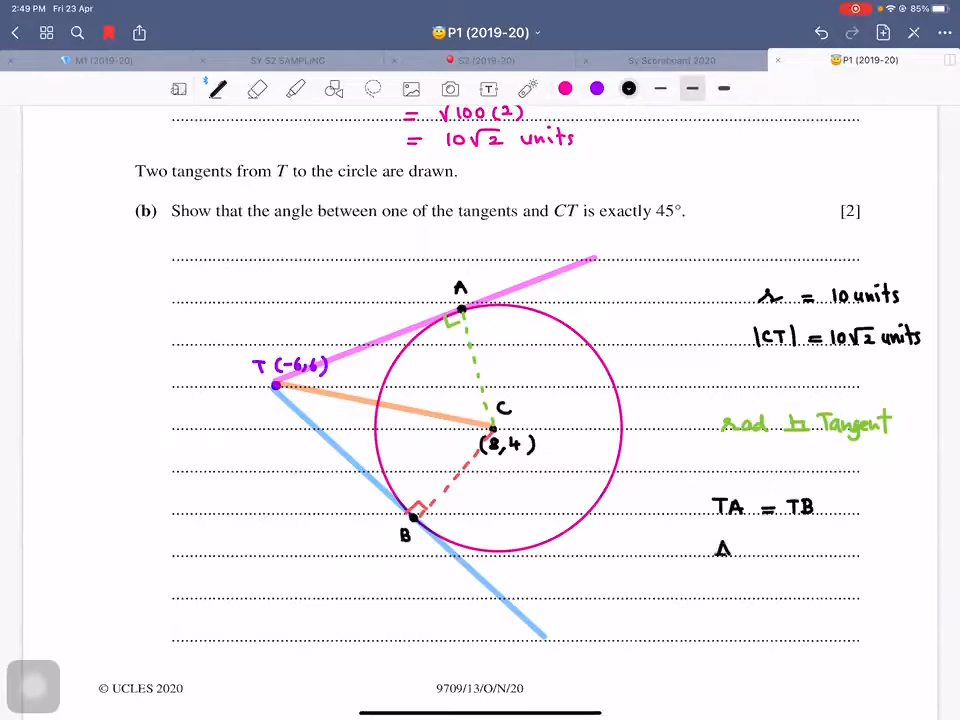 2:49 PM Fri 23 Apr
85%
P1 (2019-20)
M1 (2019-20)
SY S2 SAMPLING
S2 (2019-20)
Sy Scoreboard 2020
P1 (2019-20)
= √100(2)
= 10√2 units
Two tangents from T to the circle are drawn.
(b) Show that the angle between one of the tangents and CT is exactly 45°. [2]
A
r = 10 units
|CT| = 10√2 units
T (-6,6)
C
(8,4)
rad ⊥ Tangent
TA = TB
B
Δ
© UCLES 2020
9709/13/O/N/20